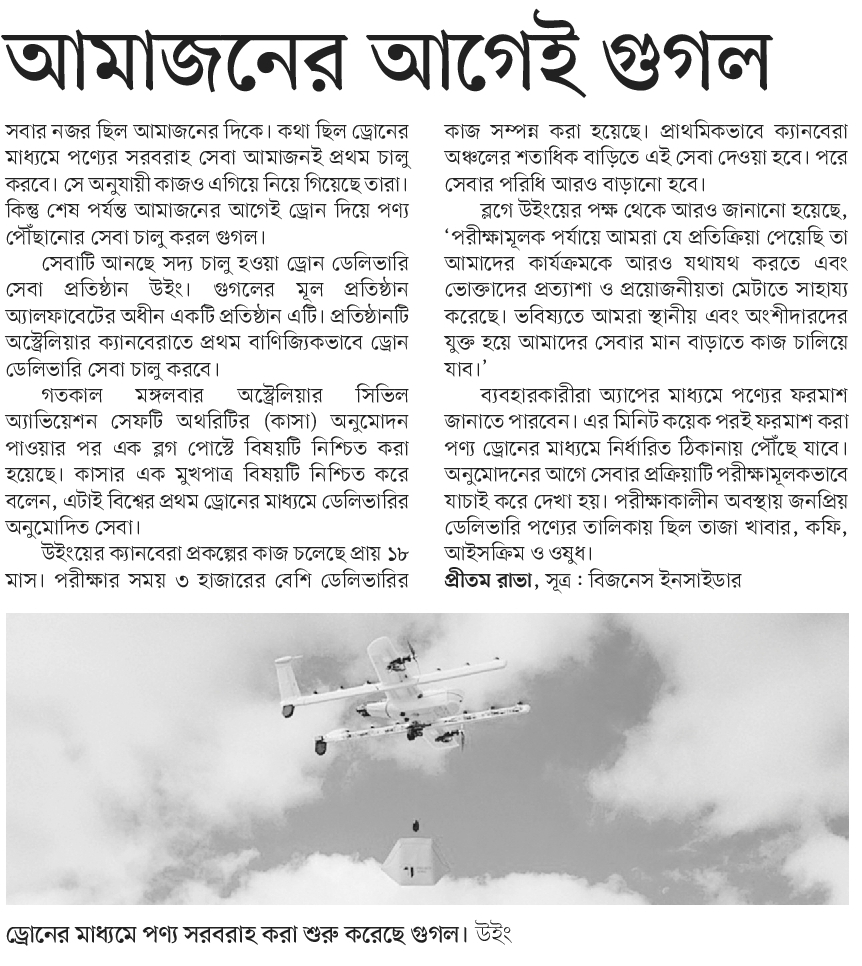 আমাজনের আগেই গুগল
সবার নজর ছিল আমাজনের দিকে। কথা ছিল ড্রোনের
মাধ্যমে পণ্যের সরবরাহ সেবা আমাজনই প্রথম চালু
করবে। সে অনুযায়ী কাজও এগিয়ে নিয়ে গিয়েছে তারা।
কিন্তু শেষ পর্যন্ত আমাজনের আগেই ড্রোন দিয়ে পণ্য
পৌঁছানোর সেবা চালু করল গুগল।
সেবাটি আনছে সদ্য চালু হওয়া ড্রোন ডেলিভারি
সেবা প্রতিষ্ঠান উইং। গুগলের মূল প্রতিষ্ঠান
অ্যালফাবেটের অধীন একটি প্রতিষ্ঠান এটি। প্রতিষ্ঠানটি
অস্ট্রেলিয়ার ক্যানবেরাতে প্রথম বাণিজ্যিকভাবে ড্রোন
ডেলিভারি সেবা চালু করবে।
গতকাল মঙ্গলবার অস্ট্রেলিয়ার সিভিল
অ্যাভিয়েশন সেফটি অথরিটির (কাসা) অনুমোদন
পাওয়ার পর এক ব্লগ পোস্টে বিষয়টি নিশ্চিত করা
হয়েছে। কাসার এক মুখপাত্র বিষয়টি নিশ্চিত করে
বলেন, এটাই বিশ্বের প্রথম ড্রোনের মাধ্যমে ডেলিভারির
অনুমোদিত সেবা।
উইংয়ের ক্যানবেরা প্রকল্পের কাজ চলেছে প্রায় ১৮
মাস। পরীক্ষার সময় ৩ হাজারের বেশি ডেলিভারির
কাজ সম্পন্ন করা হয়েছে। প্রাথমিকভাবে ক্যানবেরা
অঞ্চলের শতাধিক বাড়িতে এই সেবা দেওয়া হবে। পরে
সেবার পরিধি আরও বাড়ানো হবে।
ব্লগে উইংয়ের পক্ষ থেকে আরও জানানো হয়েছে,
‘পরীক্ষামূলক পর্যায়ে আমরা যে প্রতিক্রিয়া পেয়েছি তা
আমাদের কার্যক্রমকে আরও যথাযথ করতে এবং
ভোক্তাদের প্রত্যাশা ও প্রয়োজনীয়তা মেটাতে সাহায্য
করেছে। ভবিষ্যতে আমরা স্থানীয় এবং অংশীদারদের
যুক্ত হয়ে আমাদের সেবার মান বাড়াতে কাজ চালিয়ে
যাব।’
ব্যবহারকারীরা অ্যাপের মাধ্যমে পণ্যের ফরমাশ
জানাতে পারবেন। এর মিনিট কয়েক পরই ফরমাশ করা
পণ্য ড্রোনের মাধ্যমে নির্ধারিত ঠিকানায় পৌঁছে যাবে।
অনুমোদনের আগে সেবার প্রক্রিয়াটি পরীক্ষামূলকভাবে
যাচাই করে দেখা হয়। পরীক্ষাকালীন অবস্থায় জনপ্রিয়
ডেলিভারি পণ্যের তালিকায় ছিল তাজা খাবার, কফি,
আইসক্রিম ও ওষুধ।
প্রীতম রাভা, সূত্র : বিজনেস ইনসাইডার
ড্রোনের মাধ্যমে পণ্য সরবরাহ করা শুরু করেছে গুগল। উইং